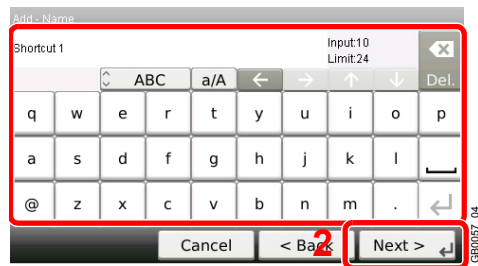 Add - Name
Shortcut 1
Input:10
Limit:24
ABC a/A ← → ↑ ↓ Del.
q w e r t y u i o p
a s d f g h j k l
@ z x c v b n m .
Cancel < Back 2 Next >
GB0057_04